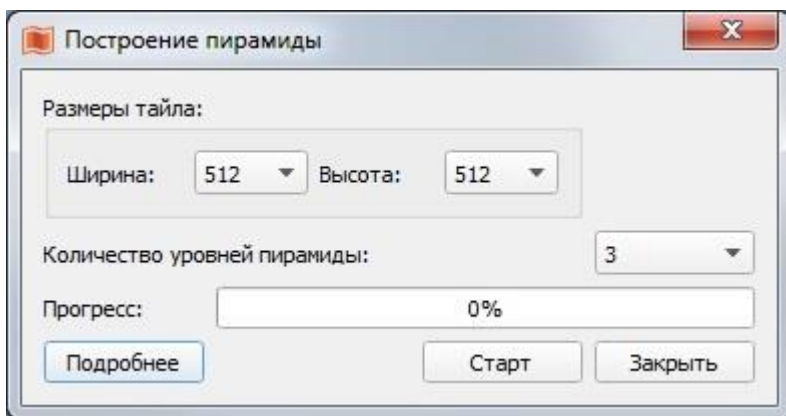 Построение пирамиды
Размеры тайла:
Ширина: 512 Высота: 512
Количество уровней пирамиды: 3
Прогресс: 0%
Подробнее Старт Закрыть